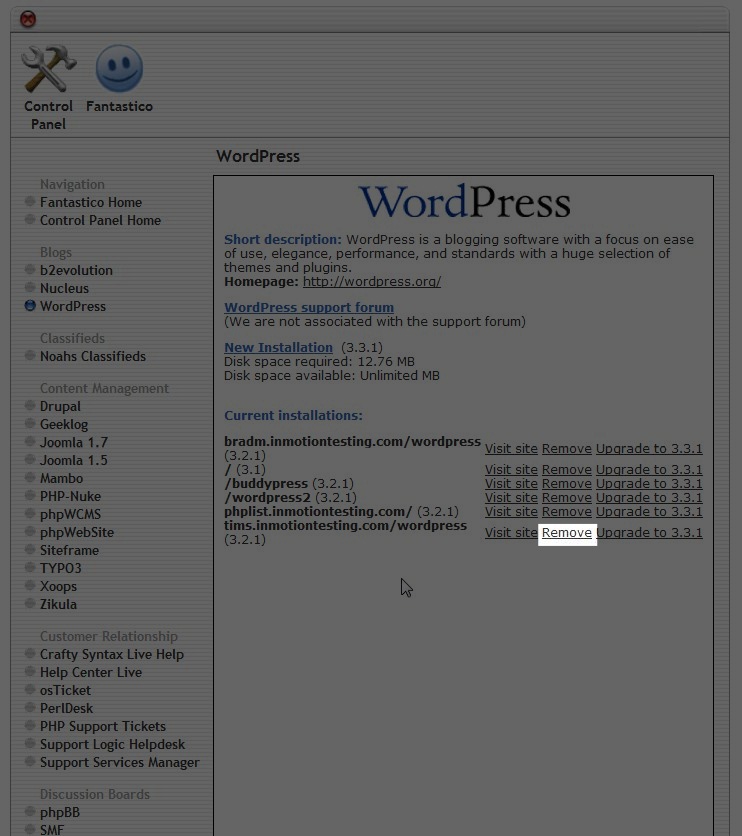 Control
Panel
Fantastico
WordPress
Navigation
Fantastico Home
Control Panel Home
Blogs
b2evolution
Nucleus
WordPress
Classifieds
Noahs Classifieds
Content Management
Drupal
Geeklog
Joomla 1.7
Joomla 1.5
Mambo
PHP-Nuke
phpWCMS
phpWebSite
Siteframe
TYPO3
Xoops
Zikula
Customer Relationship
Crafty Syntax Live Help
Help Center Live
osTicket
PerlDesk
PHP Support Tickets
Support Logic Helpdesk
Support Services Manager
Discussion Boards
phpBB
SMF
WordPress
Short description: WordPress is a blogging software with a focus on ease
of use, elegance, performance, and standards with a huge selection of
themes and plugins.
Homepage: http://wordpress.org/
WordPress support forum
(We are not associated with the support forum)
New Installation (3.3.1)
Disk space required: 12.76 MB
Disk space available: Unlimited MB
Current installations:
bradm.inmotiontesting.com/wordpress
(3.2.1) Visit site Remove Upgrade to 3.3.1
/ (3.1) Visit site Remove Upgrade to 3.3.1
/buddypress (3.2.1) Visit site Remove Upgrade to 3.3.1
/wordpress2 (3.2.1) Visit site Remove Upgrade to 3.3.1
phplist.inmotiontesting.com/ (3.2.1) Visit site Remove Upgrade to 3.3.1
tims.inmotiontesting.com/wordpress
(3.2.1) Visit site Remove Upgrade to 3.3.1